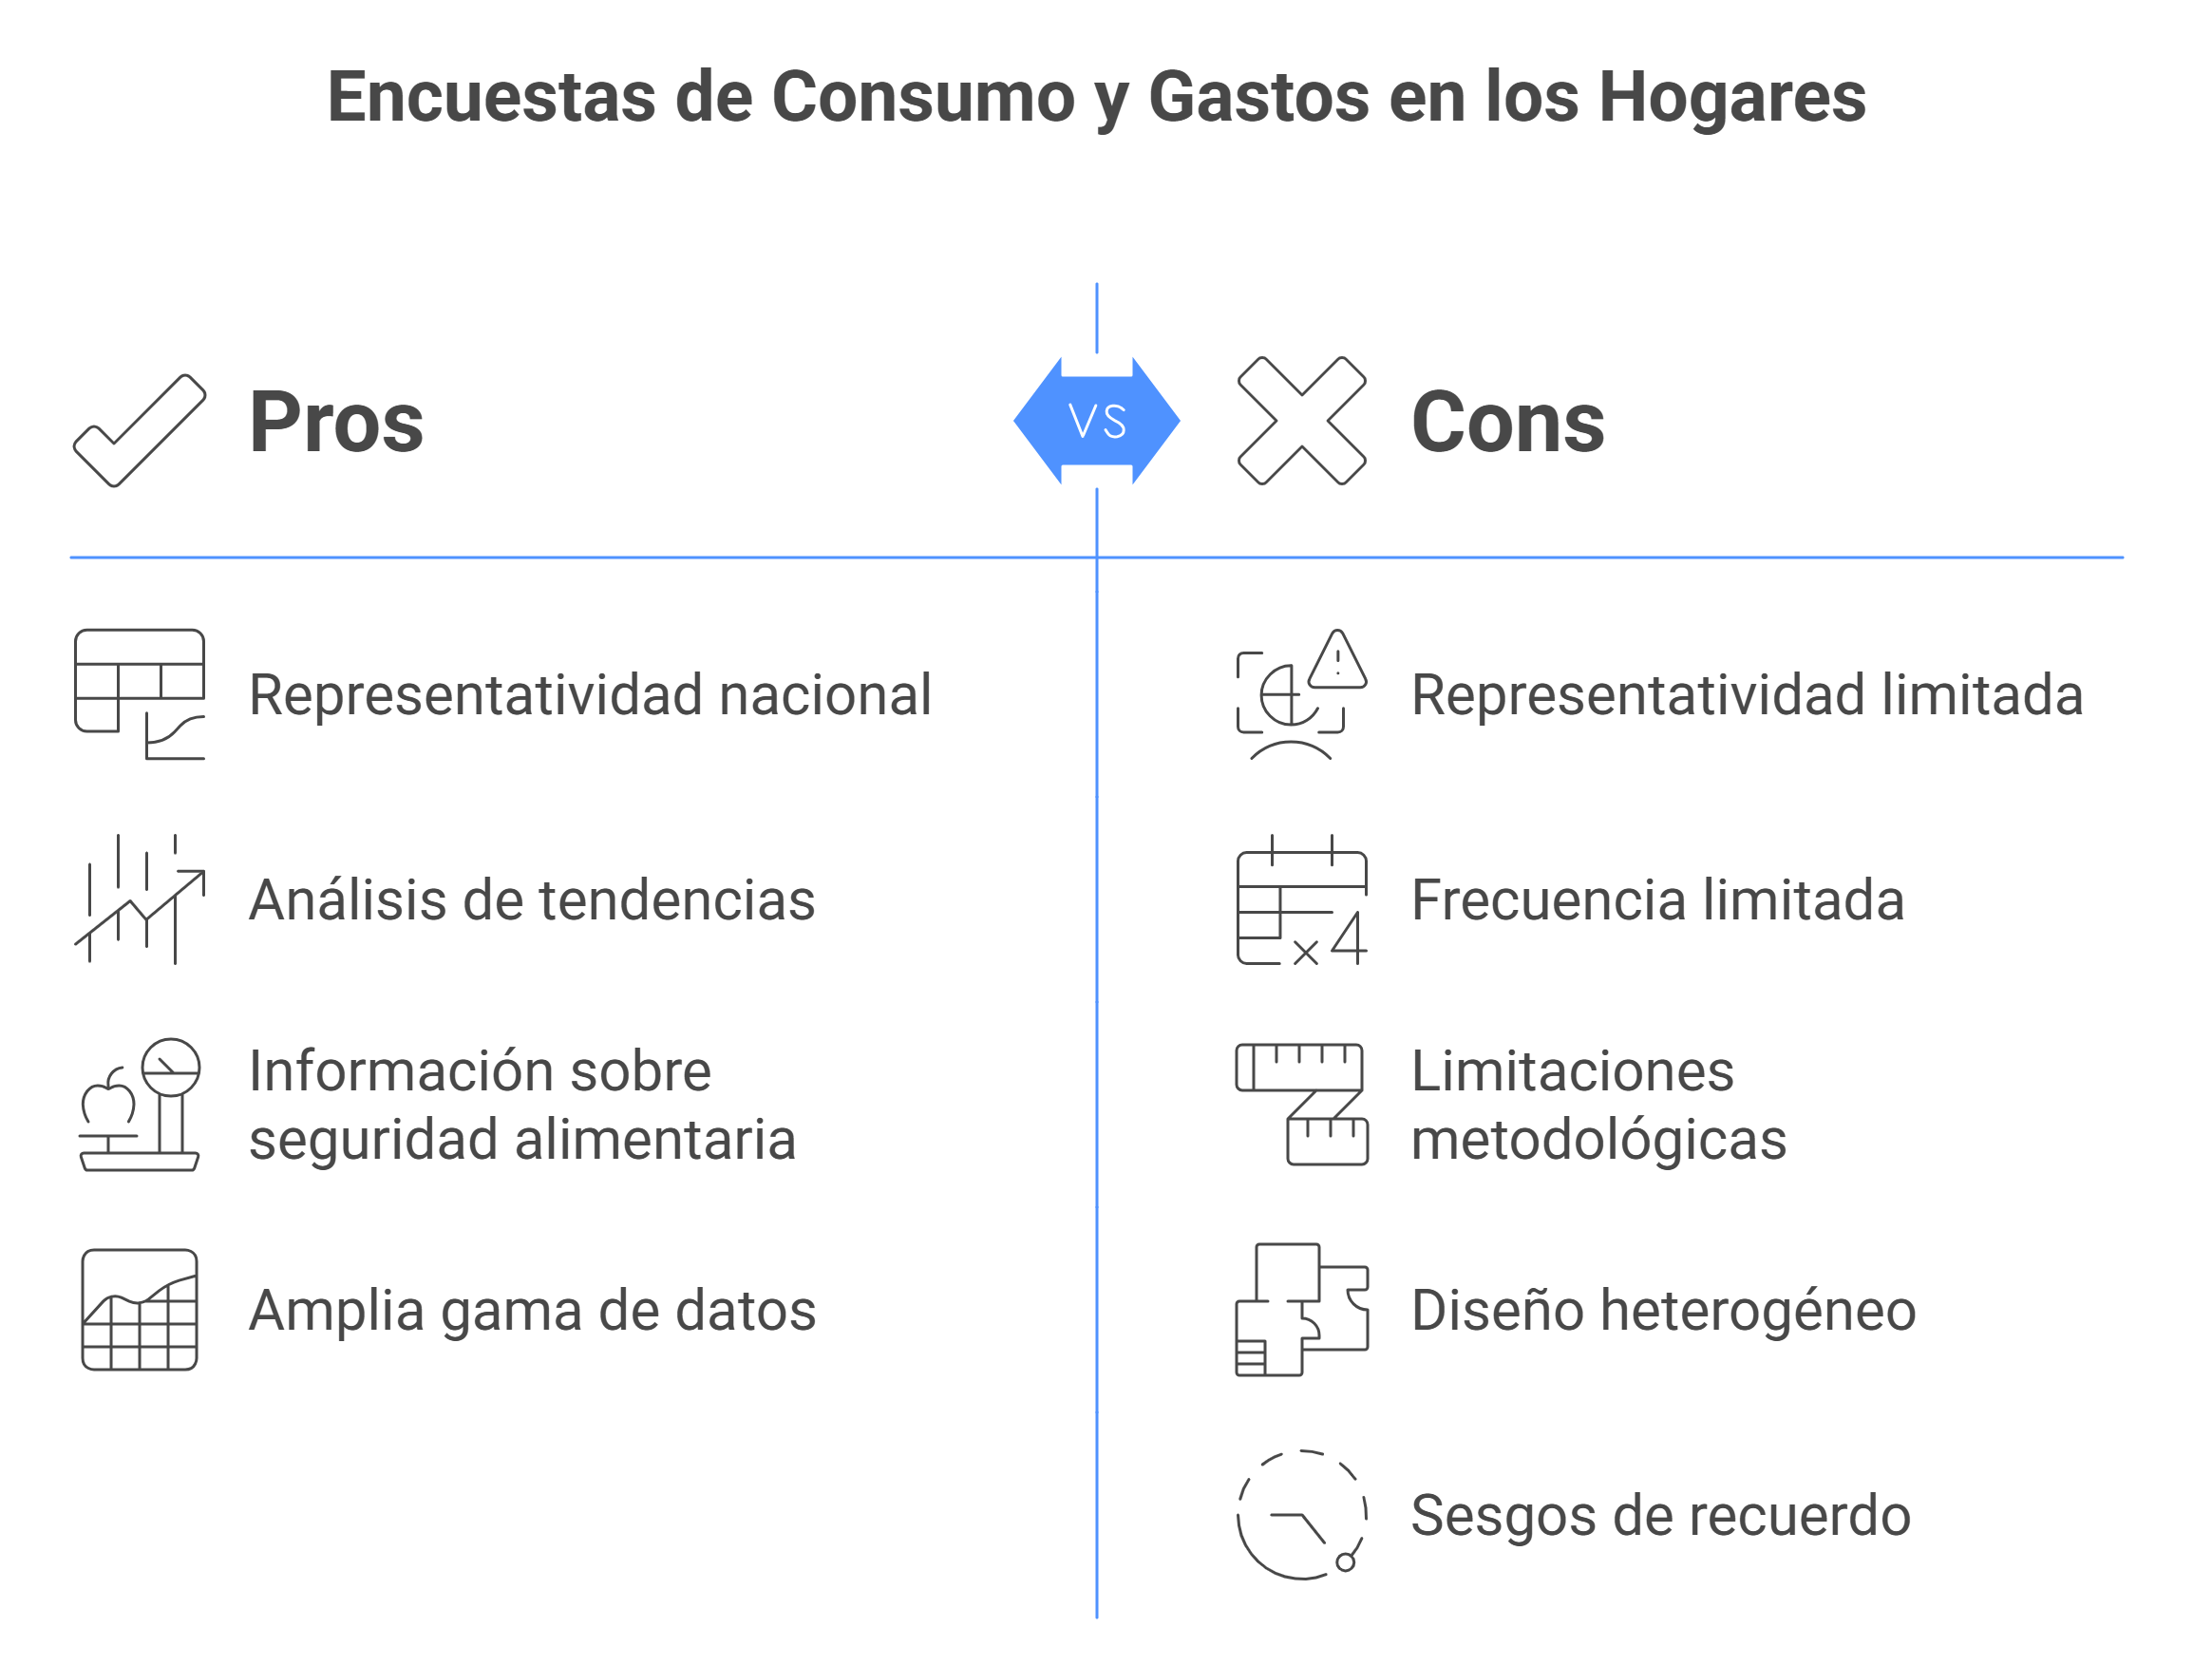 Encuestas de Consumo y Gastos en los Hogares
Pros
VS
Cons
Representatividad nacional
Análisis de tendencias
Información sobre
seguridad alimentaria
Amplia gama de datos
Representatividad limitada
x4
Frecuencia limitada
Limitaciones
metodológicas
Diseño heterogéneo
Sesgos de recuerdo